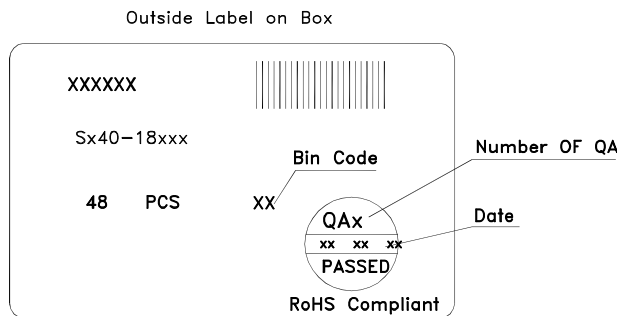 Outside Label on Box
XXXXXX
Sx40-18xxx
Bin Code
Number OF QA
48 PCS XX
QAx
Date
xx xx xx
PASSED
RoHS Compliant